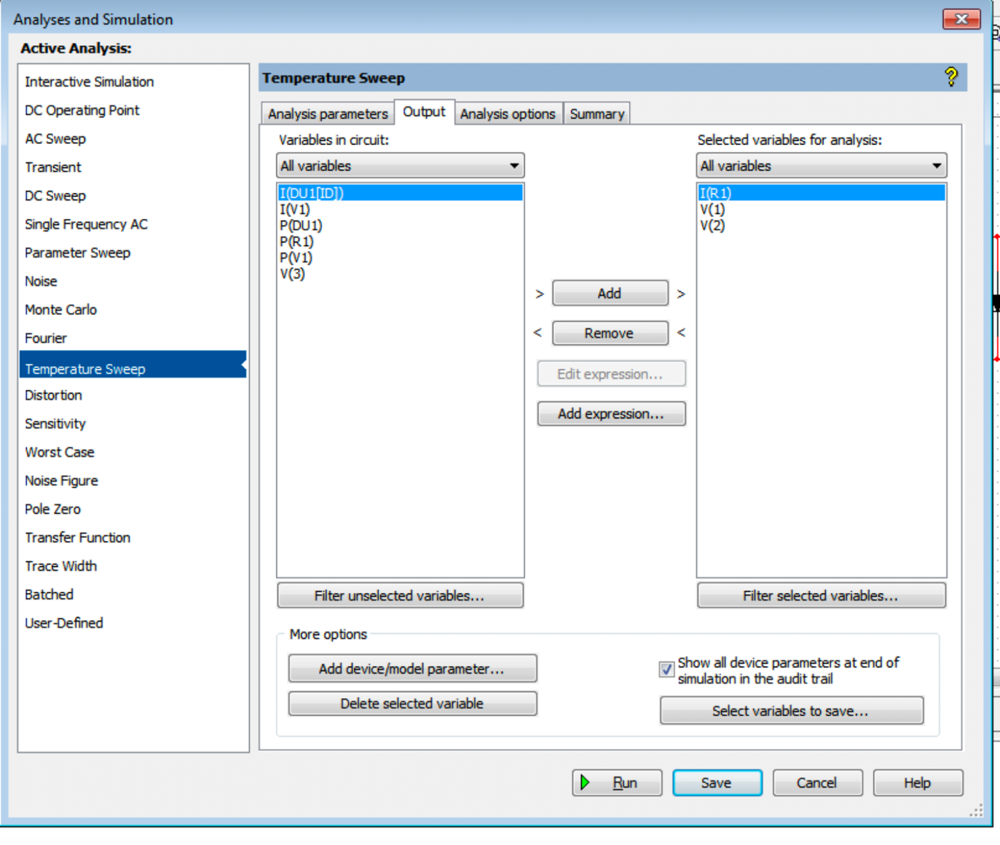 Analyses and Simulation
Active Analysis:
Interactive Simulation
DC Operating Point
AC Sweep
Transient
DC Sweep
Single Frequency AC
Parameter Sweep
Noise
Monte Carlo
Fourier
Temperature Sweep
Distortion
Sensitivity
Worst Case
Noise Figure
Pole Zero
Transfer Function
Trace Width
Batched
User-Defined
Temperature Sweep
Analysis parameters
Output
Analysis options
Summary
Variables in circuit:
All variables
I(DU1[ID])
I(V1)
P(DU1)
P(R1)
P(V1)
V(3)
Filter unselected variables...
> Add >
< Remove <
Edit expression...
Add expression...
Selected variables for analysis:
All variables
I(R1)
V(1)
V(2)
Filter selected variables...
More options
Add device/model parameter...
Delete selected variable
Show all device parameters at end of
simulation in the audit trail
Select variables to save...
Run
Save
Cancel
Help